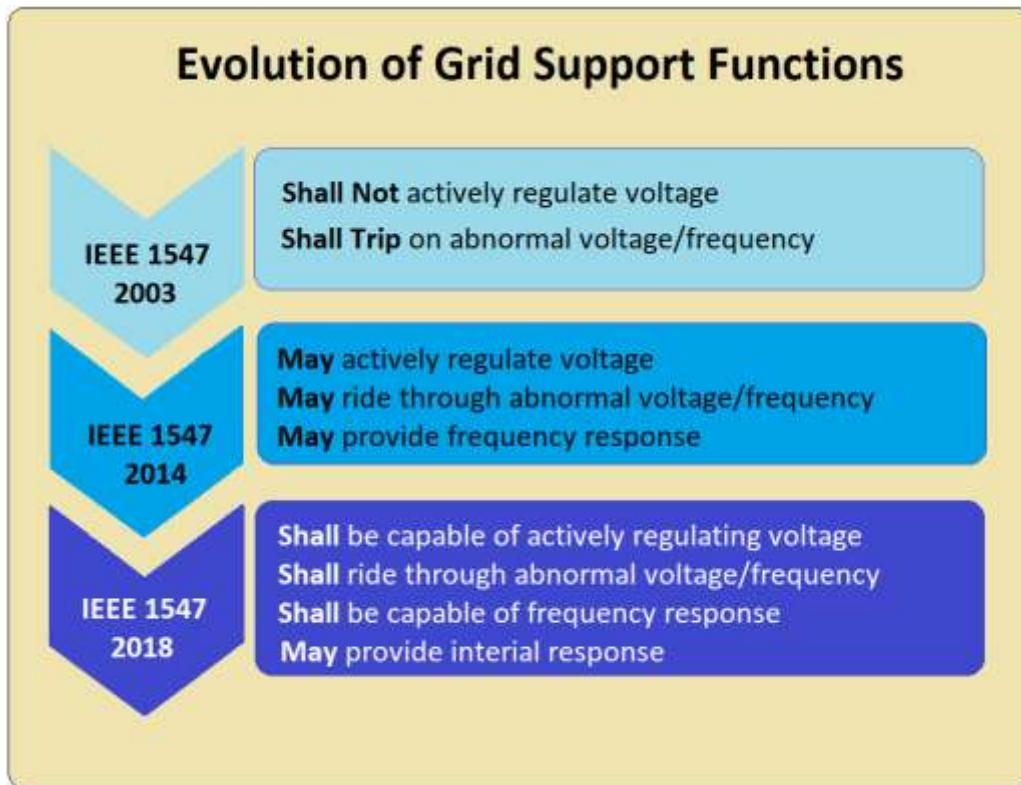 Evolution of Grid Support Functions
IEEE 1547
2003
Shall Not actively regulate voltage
Shall Trip on abnormal voltage/frequency
IEEE 1547
2014
May actively regulate voltage
May ride through abnormal voltage/frequency
May provide frequency response
IEEE 1547
2018
Shall be capable of actively regulating voltage
Shall ride through abnormal voltage/frequency
Shall be capable of frequency response
May provide interial response